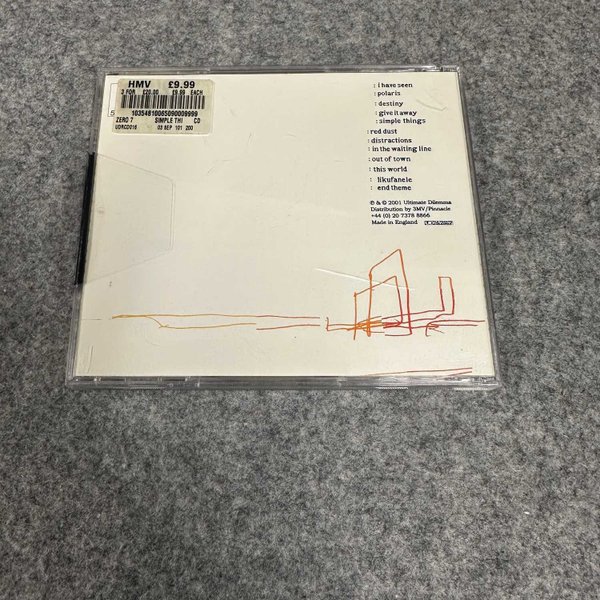 HMV £9.99
3 FOR £20.00 £9.99 EACH
10354810065090009999
ZERO 7 SIMPLE THI CD
UDRCD016 03 SEP 101 200
: i have seen
: polaris
: destiny
: give it away
: simple things
: red dust
: distractions
: in the waiting line
: out of town
: this world
: likufanele
: end theme
℗ & © 2001 Ultimate Dilemma
Distribution by 3MV/Pinnacle
+44 (0) 20 7378 8866
Made in England